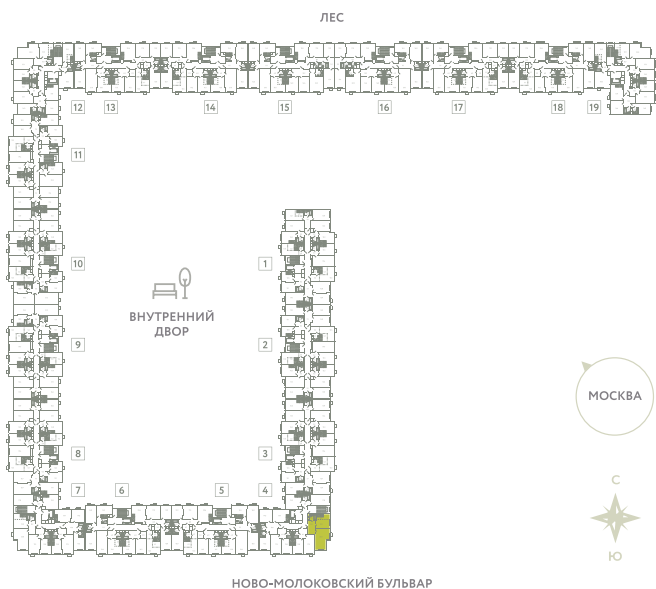 ЛЕС
12 13 14 15 16 17 18 19
11
10 1
ВНУТРЕННИЙ
ДВОР
9 2
МОСКВА
8 3
7 6 5 4
С
Ю
НОВО-МОЛОКОВСКИЙ БУЛЬВАР